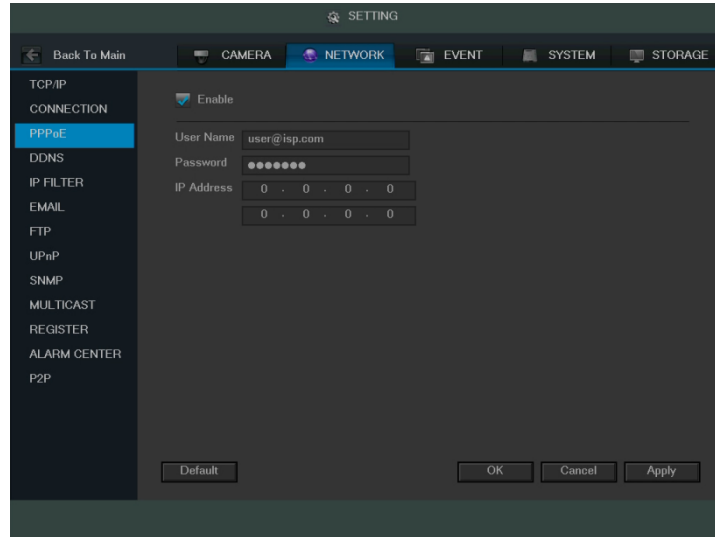 SETTING
Back To Main
CAMERA NETWORK EVENT SYSTEM STORAGE
TCP/IP
CONNECTION
PPPoE
DDNS
IP FILTER
EMAIL
FTP
UPnP
SNMP
MULTICAST
REGISTER
ALARM CENTER
P2P
Enable
User Name user@isp.com
Password ●●●●●●●
IP Address 0 . 0 . 0 . 0
0 . 0 . 0 . 0
Default OK Cancel Apply